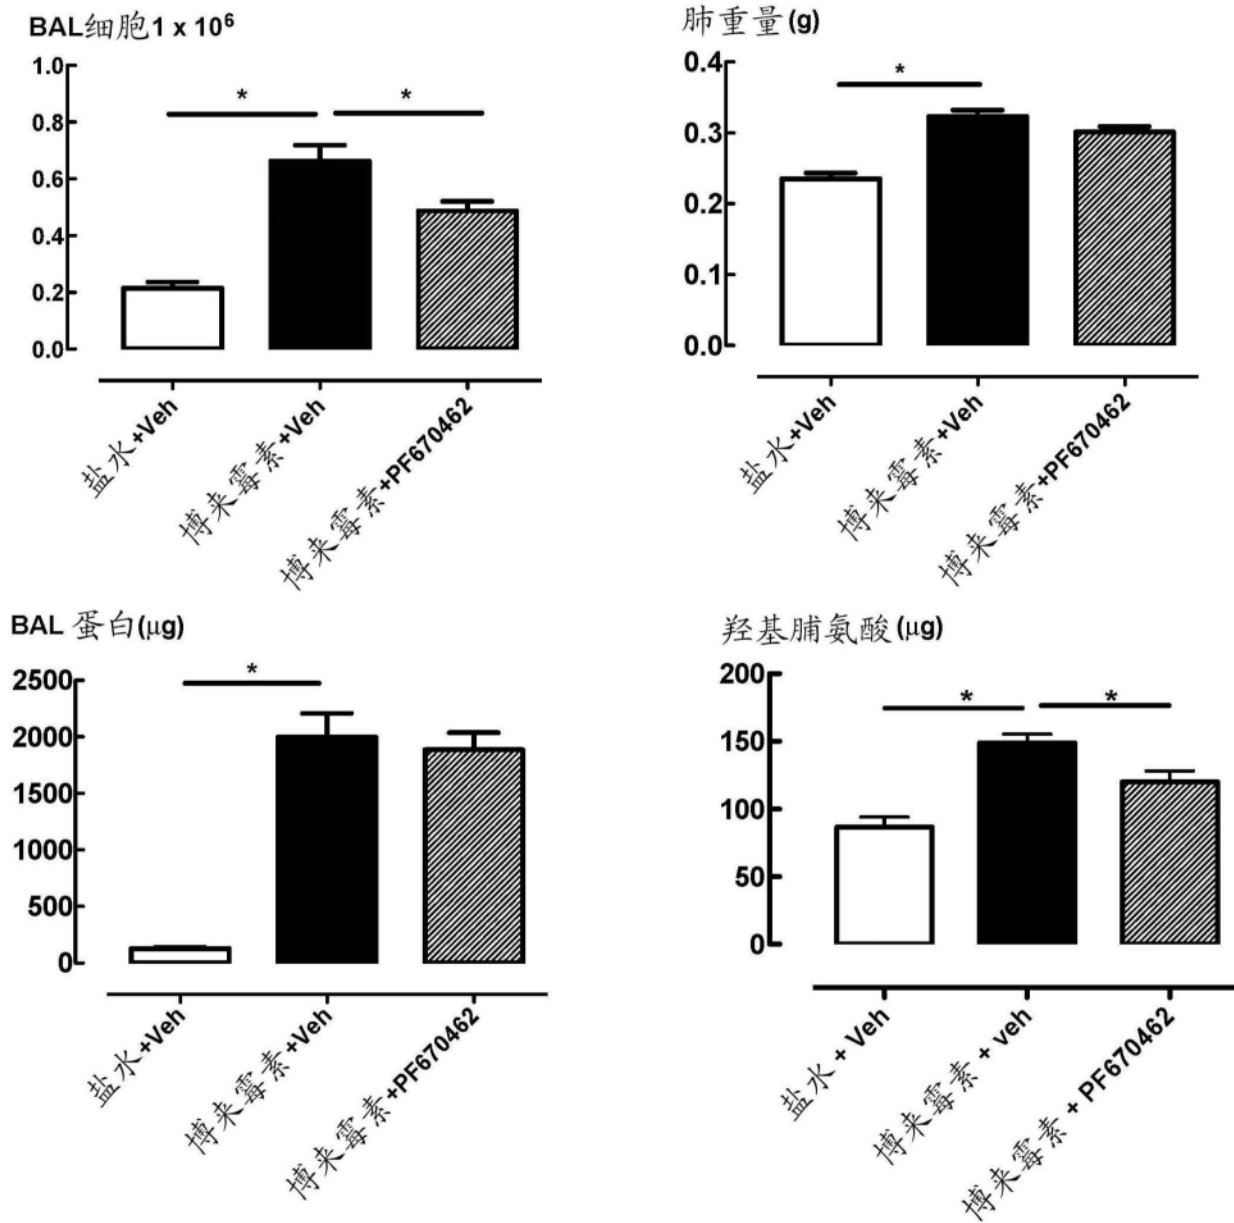 BAL细胞1 x 10⁶
1.0
0.8
0.6
0.4
0.2
0.0
*
*
盐水+Veh
博来霉素+Veh
博来霉素+PF670462
肺重量(g)
0.4
0.3
0.2
0.1
0.0
*
盐水+Veh
博来霉素+Veh
博来霉素+PF670462
BAL 蛋白(μg)
2500
2000
1500
1000
500
0
*
盐水+Veh
博来霉素+Veh
博来霉素+PF670462
羟基脯氨酸(μg)
200
150
100
50
0
*
*
盐水 + Veh
博来霉素 + veh
博来霉素 + PF670462